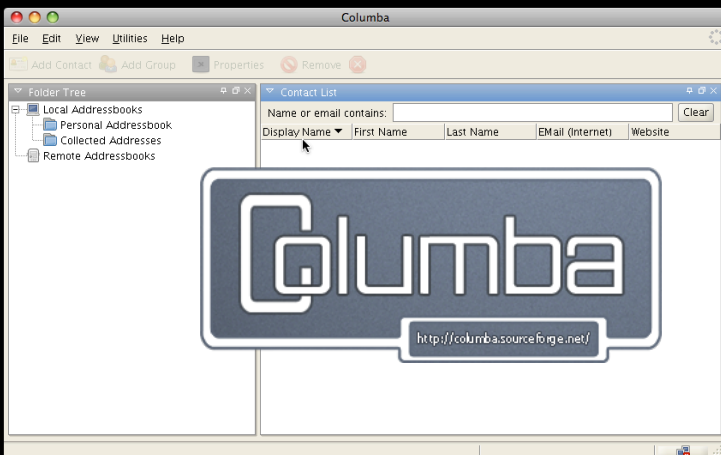 Columba
File Edit View Utilities Help
Add Contact Add Group Properties Remove
Folder Tree
Contact List
Local Addressbooks
Personal Addressbook
Collected Addresses
Remote Addressbooks
Name or email contains: Clear
Display Name First Name Last Name EMail (Internet) Website
Columba
http://columba.sourceforge.net/